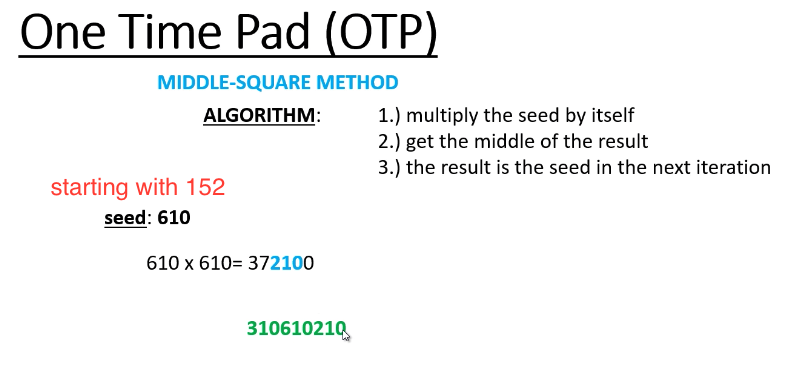 One Time Pad (OTP)
MIDDLE-SQUARE METHOD
ALGORITHM:
1.) multiply the seed by itself
2.) get the middle of the result
3.) the result is the seed in the next iteration
starting with 152
seed: 610
610 x 610= 372100
310610210